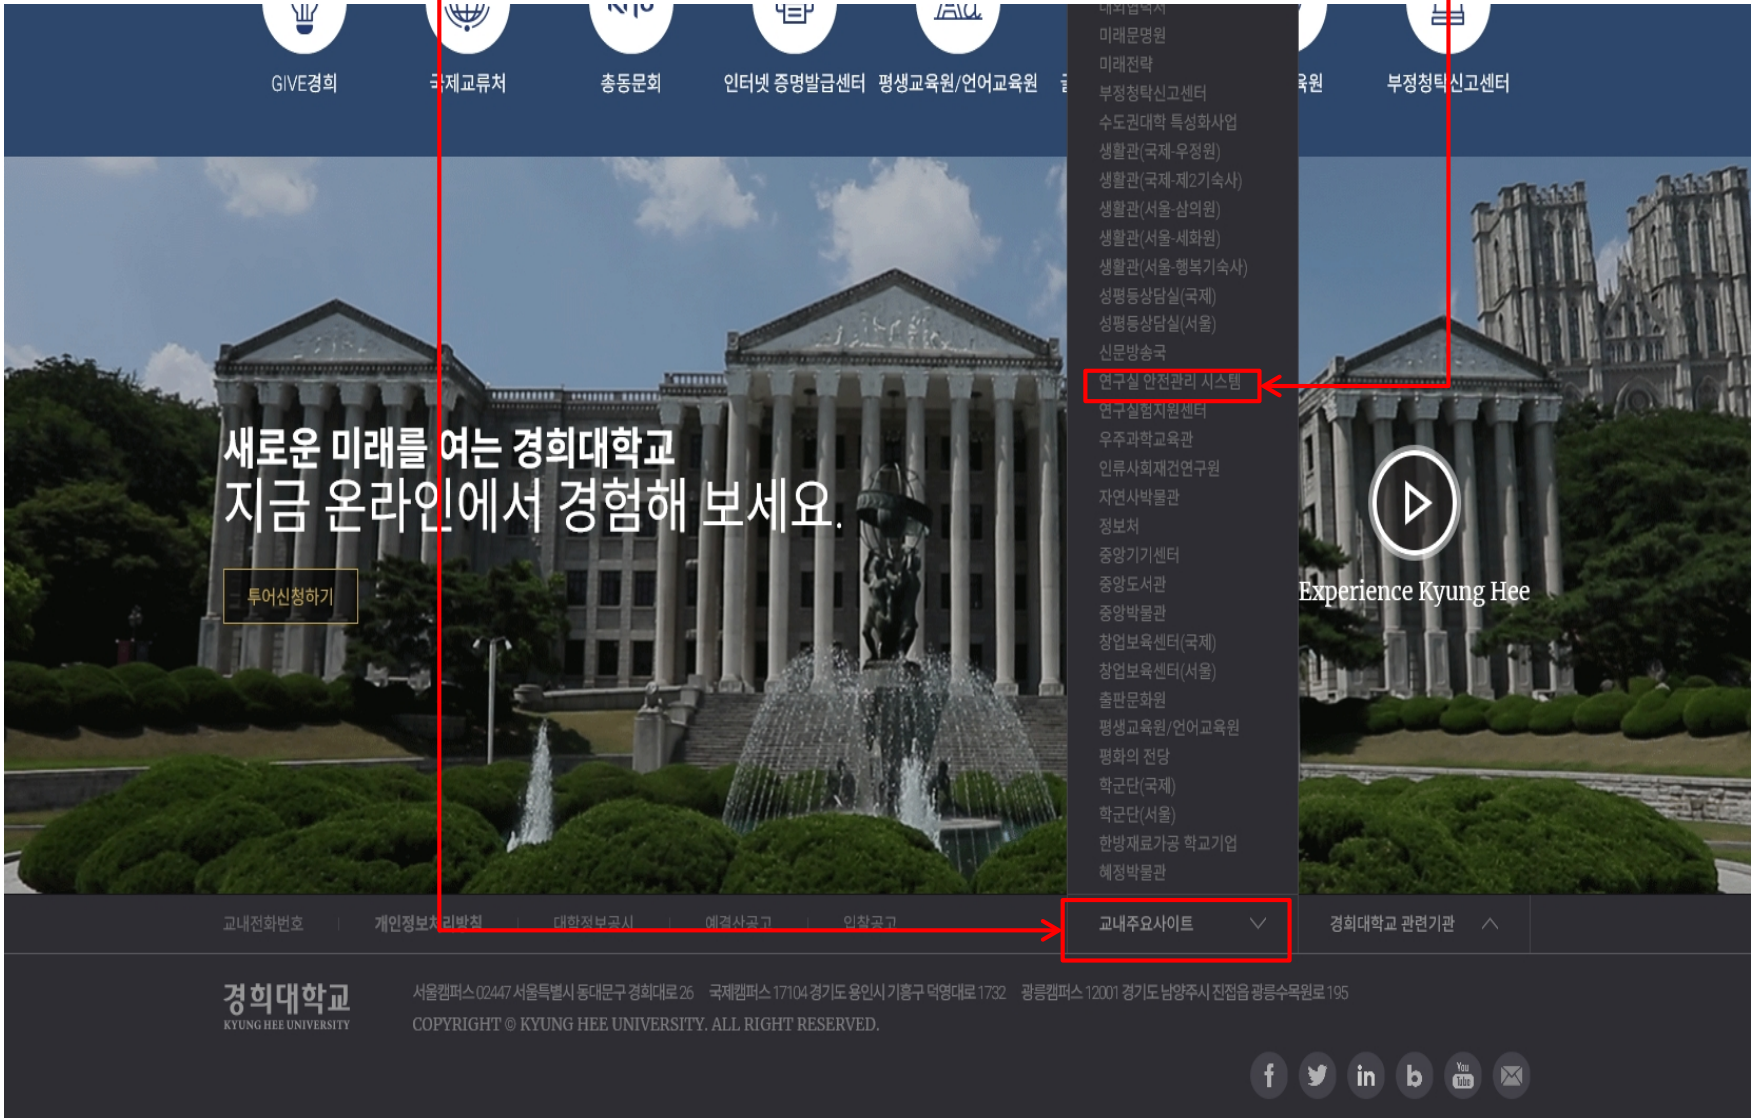 GIVE경희
국제교류처
총동문회
인터넷 증명발급센터
평생교육원/언어교육원
육원
부정청탁신고센터
대외협력처
미래문명원
미래전략
부정청탁신고센터
수도권대학 특성화사업
생활관(국제-우정원)
생활관(국제-제2기숙사)
생활관(서울-삼의원)
생활관(서울-세화원)
생활관(서울-행복기숙사)
성평등상담실(국제)
성평등상담실(서울)
신문방송국
연구실 안전관리 시스템
연구실험지원센터
우주과학교육관
인류사회재건연구원
자연사박물관
정보처
중앙기기센터
중앙도서관
중앙박물관
창업보육센터(국제)
창업보육센터(서울)
출판문화원
평생교육원/언어교육원
평화의 전당
학군단(국제)
학군단(서울)
한방재료가공 학교기업
혜정박물관
새로운 미래를 여는 경희대학교
지금 온라인에서 경험해 보세요.
투어신청하기
Experience Kyung Hee
교내전화번호
개인정보처리방침
대학정보공시
예결산공고
입찰공고
교내주요사이트
경희대학교 관련기관
경희대학교
KYUNG HEE UNIVERSITY
서울캠퍼스 02447 서울특별시 동대문구 경희대로 26 국제캠퍼스 17104 경기도 용인시 기흥구 덕영대로 1732 광릉캠퍼스 12001 경기도 남양주시 진접읍 광릉수목원로 195
COPYRIGHT © KYUNG HEE UNIVERSITY. ALL RIGHT RESERVED.
You Tube